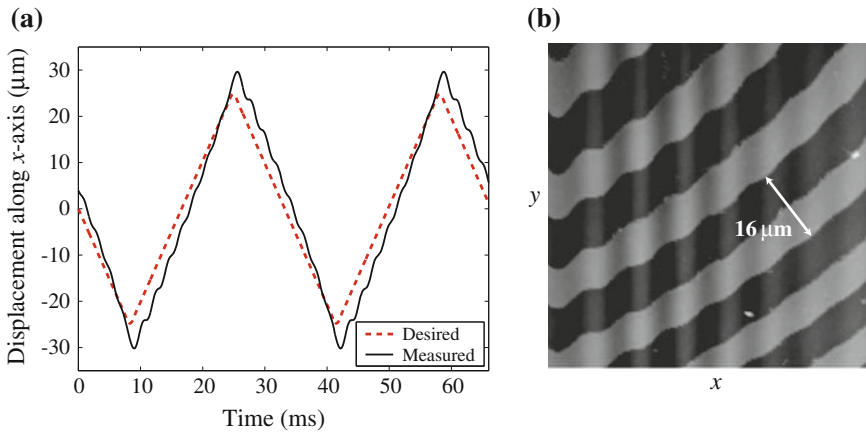 (a)
Displacement along x-axis (μm)
30
20
10
0
-10
-20
-30
0 10 20 30 40 50 60
Time (ms)
Desired
Measured
(b)
y
16 μm
x